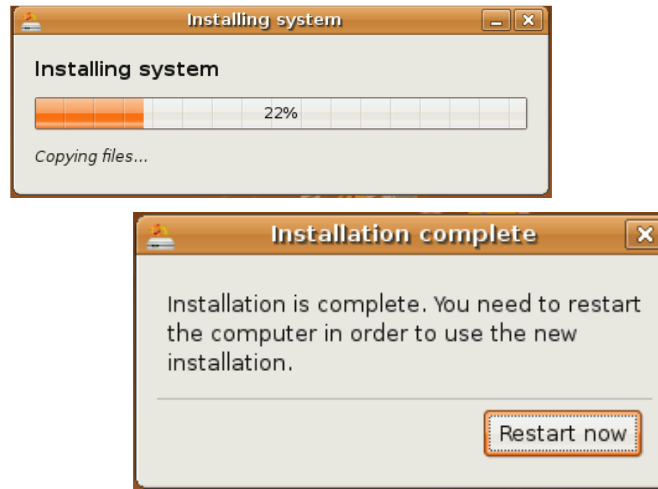 Installing system
Installing system
22%
Copying files...
Installation complete
Installation is complete. You need to restart
the computer in order to use the new
installation.
Restart now